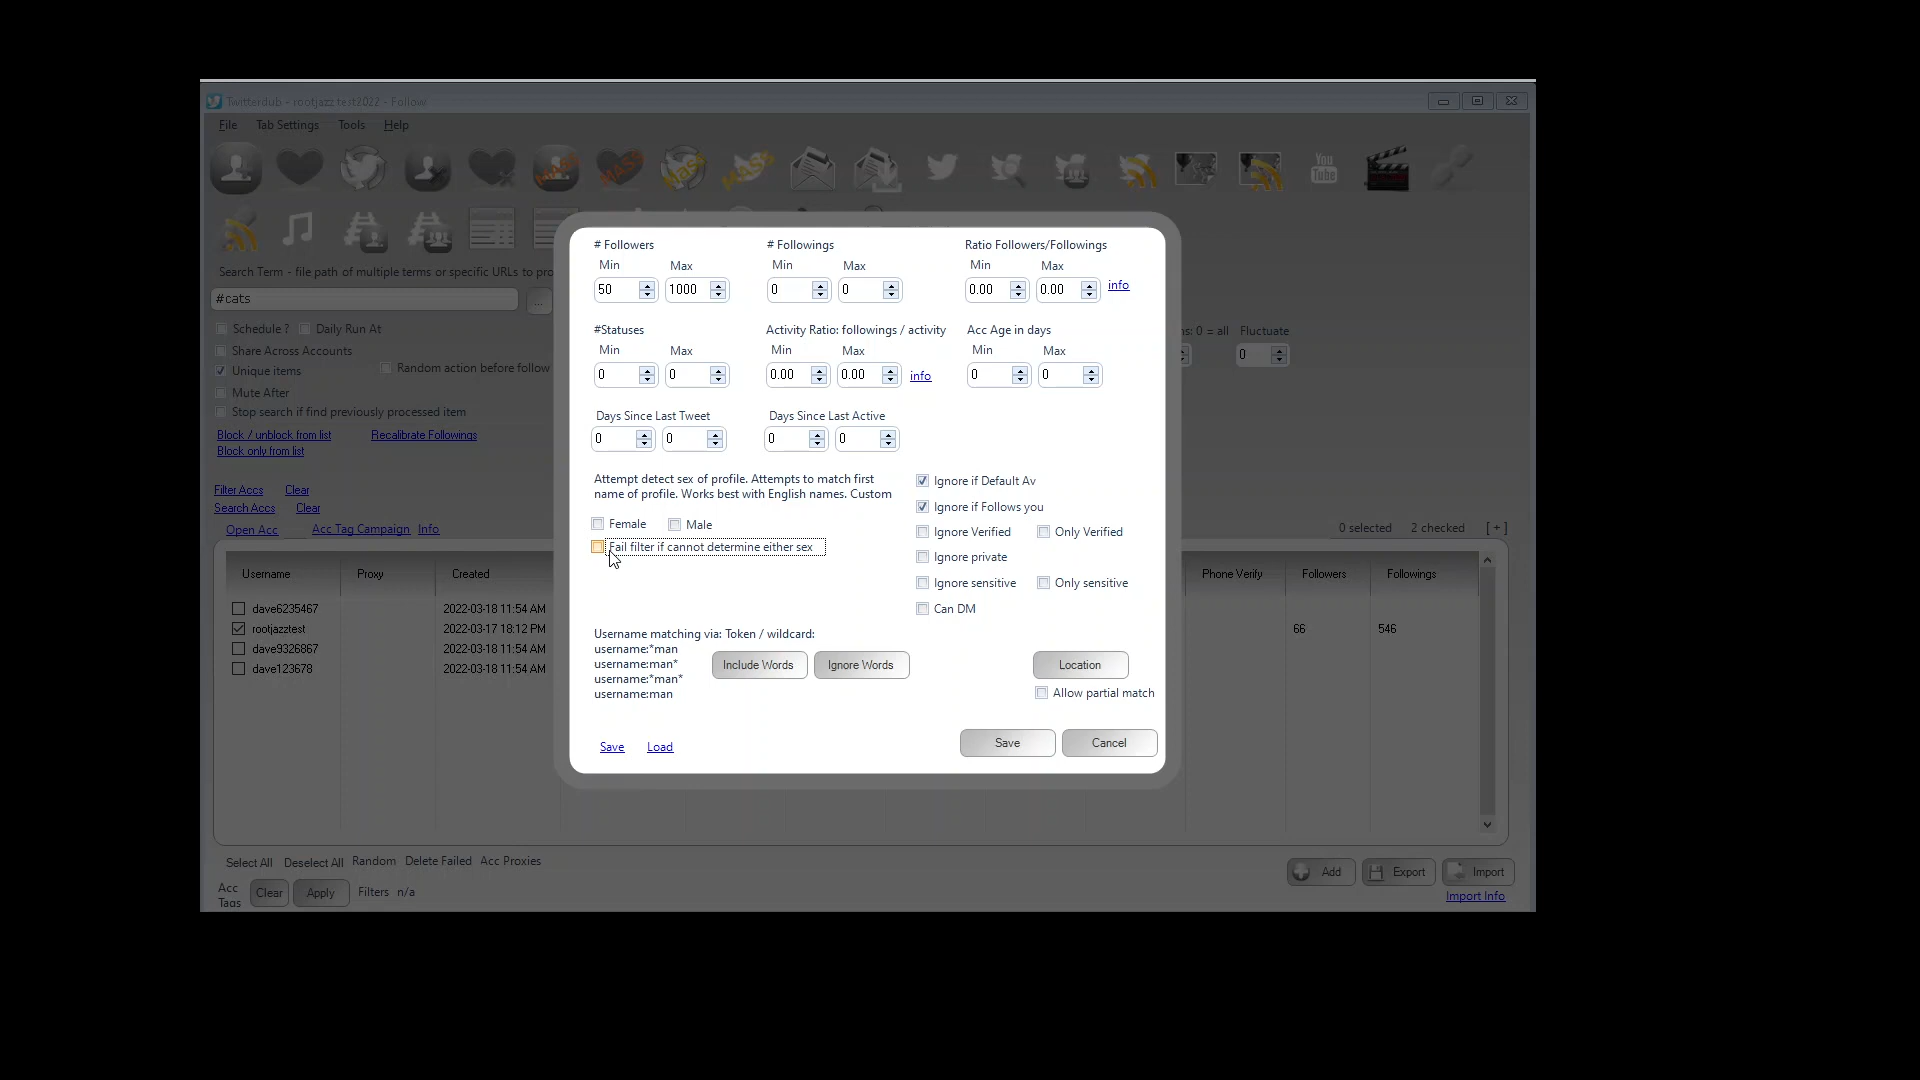 Twitterdub - rootjazz test2022 - Follow
File Tab Settings Tools Help
MASS MASS MASS MASS
You
Tube
Search Term - file path of multiple terms or specific URLs to pro
#cats ...
Schedule ? Daily Run At
Share Across Accounts
Unique items Random action before follow
Mute After
Stop search if find previously processed item
Block / unblock from list Recalibrate Followings
Block only from list
Filter Accs Clear
Search Accs Clear
Open Acc Acc Tag Campaign Info
ns: 0 = all Fluctuate
0
0 selected 2 checked [ + ]
# Followers # Followings Ratio Followers/Followings
Min Max Min Max Min Max
50 1000 0 0 0.00 0.00 info
#Statuses Activity Ratio: followings / activity Acc Age in days
Min Max Min Max Min Max
0 0 0.00 0.00 info 0 0
Days Since Last Tweet Days Since Last Active
0 0 0 0
Attempt detect sex of profile. Attempts to match first
name of profile. Works best with English names. Custom
Female Male
Fail filter if cannot determine either sex
Ignore if Default Av
Ignore if Follows you
Ignore Verified Only Verified
Ignore private
Ignore sensitive Only sensitive
Can DM
Username matching via: Token / wildcard:
username:*man
username:man*
username:*man*
username:man
Include Words Ignore Words Location
Allow partial match
Save Load Save Cancel
Username Proxy Created Phone Verify Followers Followings
dave6235467 2022-03-18 11:54 AM
rootjazztest 2022-03-17 18:12 PM 66 546
dave9326867 2022-03-18 11:54 AM
dave123678 2022-03-18 11:54 AM
Select All Deselect All Random Delete Failed Acc Proxies
Acc
Tags
Clear Apply Filters n/a
Add Export Import
Import Info